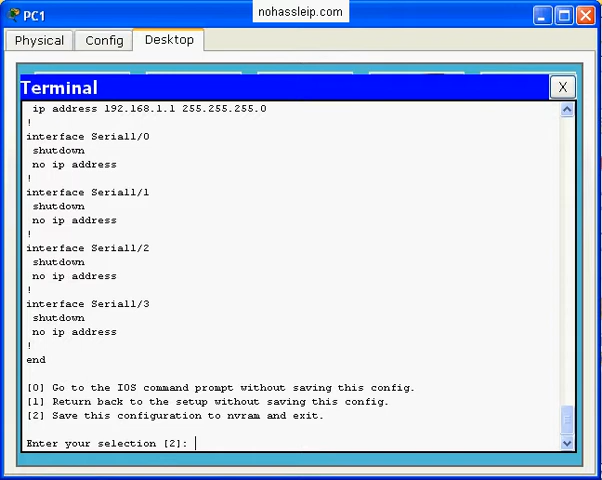 PC1
nohassleip.com
Physical
Config
Desktop
Terminal
X
ip address 192.168.1.1 255.255.255.0
!
interface Serial1/0
shutdown
no ip address
!
interface Serial1/1
shutdown
no ip address
!
interface Serial1/2
shutdown
no ip address
!
interface Serial1/3
shutdown
no ip address
!
end
[0] Go to the IOS command prompt without saving this config.
[1] Return back to the setup without saving this config.
[2] Save this configuration to nvram and exit.
Enter your selection [2]: